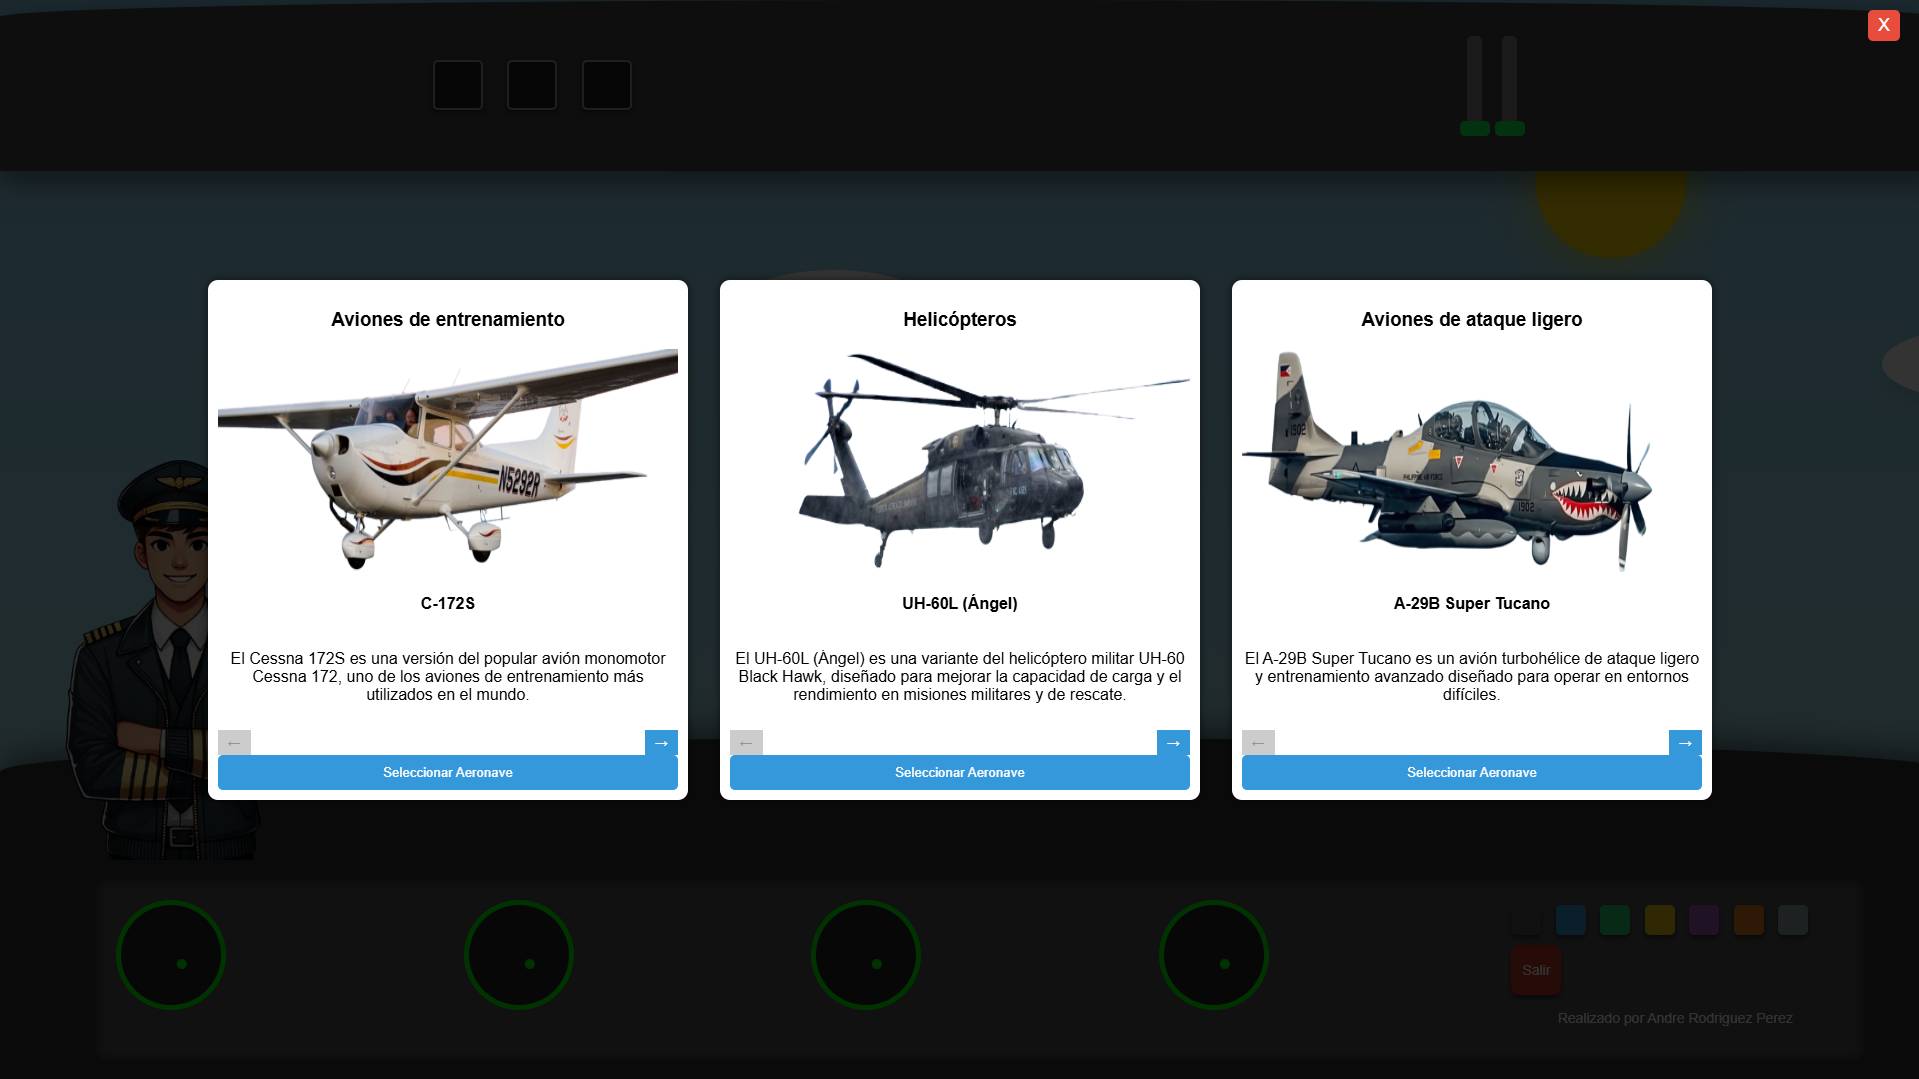 X
Aviones de entrenamiento
N5292R
C-172S
El Cessna 172S es una versión del popular avión monomotor
Cessna 172, uno de los aviones de entrenamiento más
utilizados en el mundo.
← →
Seleccionar Aeronave
Helicópteros
UH-60L (Ángel)
El UH-60L (Ángel) es una variante del helicóptero militar UH-60
Black Hawk, diseñado para mejorar la capacidad de carga y el
rendimiento en misiones militares y de rescate.
← →
Seleccionar Aeronave
Aviones de ataque ligero
1902
PHILIPPINE AIR FORCE
1902
A-29B Super Tucano
El A-29B Super Tucano es un avión turbohélice de ataque ligero
y entrenamiento avanzado diseñado para operar en entornos
difíciles.
← →
Seleccionar Aeronave
Salir
Realizado por Andre Rodriguez Perez